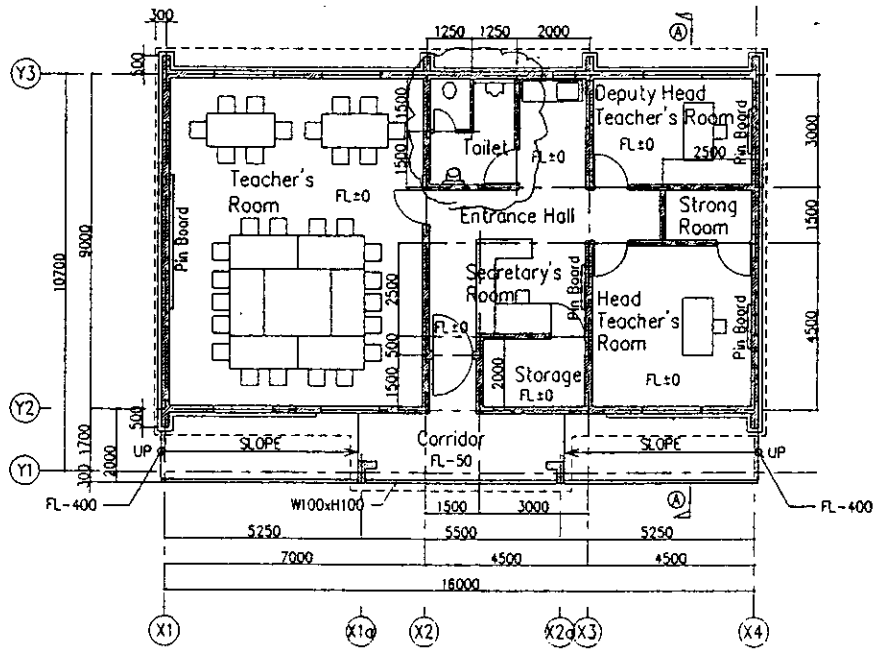 300
1250 1250 2000
A
Y3
500
Deputy Head
Teacher's Room
FL±0
Pin Board
2500
3000
1500
1500
Toilet
FL±0
Teacher's
Room
FL±0
Pin Board
Entrance Hall
Strong
Room
1500
9000
10700
Secretary's
Room
Pin Board
2500
FL±0
500
1500
2000
Storage
FL±0
Head
Teacher's
Room
FL±0
Pin Board
4500
Y2
500
1700
2000
Y1
300
UP
SLOPE
Corridor
FL-50
SLOPE
UP
FL-400
W100xH100
A
FL-400
1500 3000
5250 5500 5250
7000 4500 4500
16000
X1
X1a
X2
X2a
X3
X4